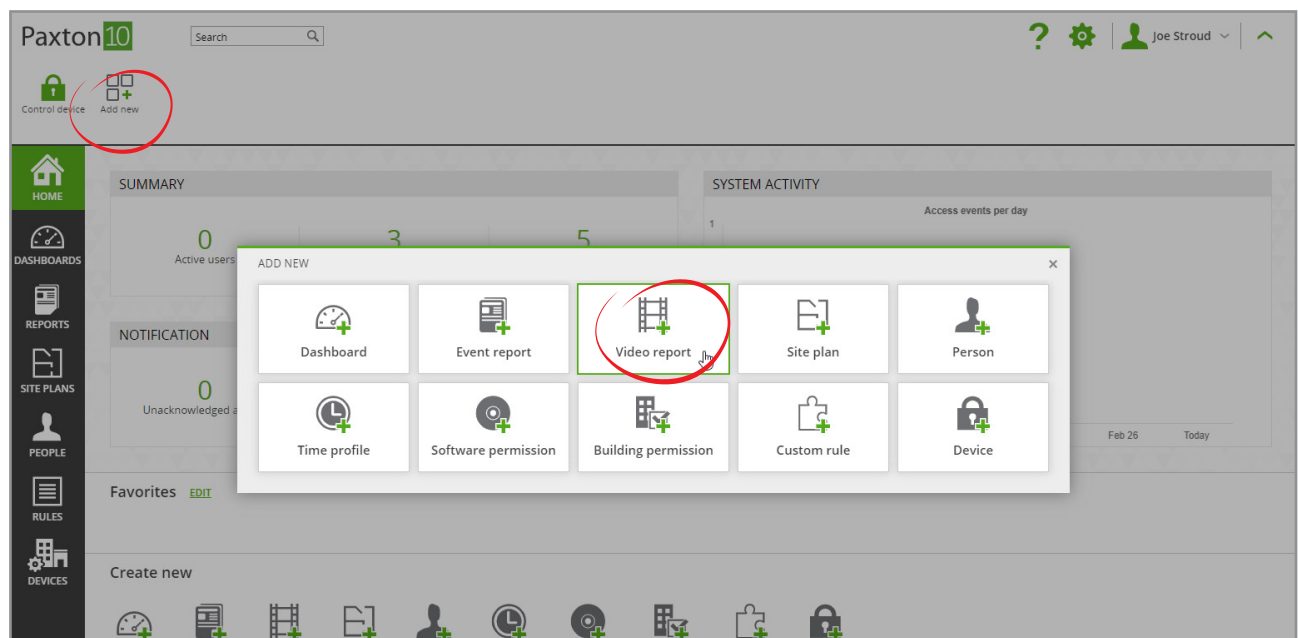 Paxton10
Search
Joe Stroud
Control device
Add new
HOME
DASHBOARDS
REPORTS
SITE PLANS
PEOPLE
RULES
DEVICES
SUMMARY
0
3
5
Active users
SYSTEM ACTIVITY
Access events per day
1
NOTIFICATION
0
Unacknowledged a
Feb 26
Today
ADD NEW
Dashboard
Event report
Video report
Site plan
Person
Time profile
Software permission
Building permission
Custom rule
Device
Favorites EDIT
Create new